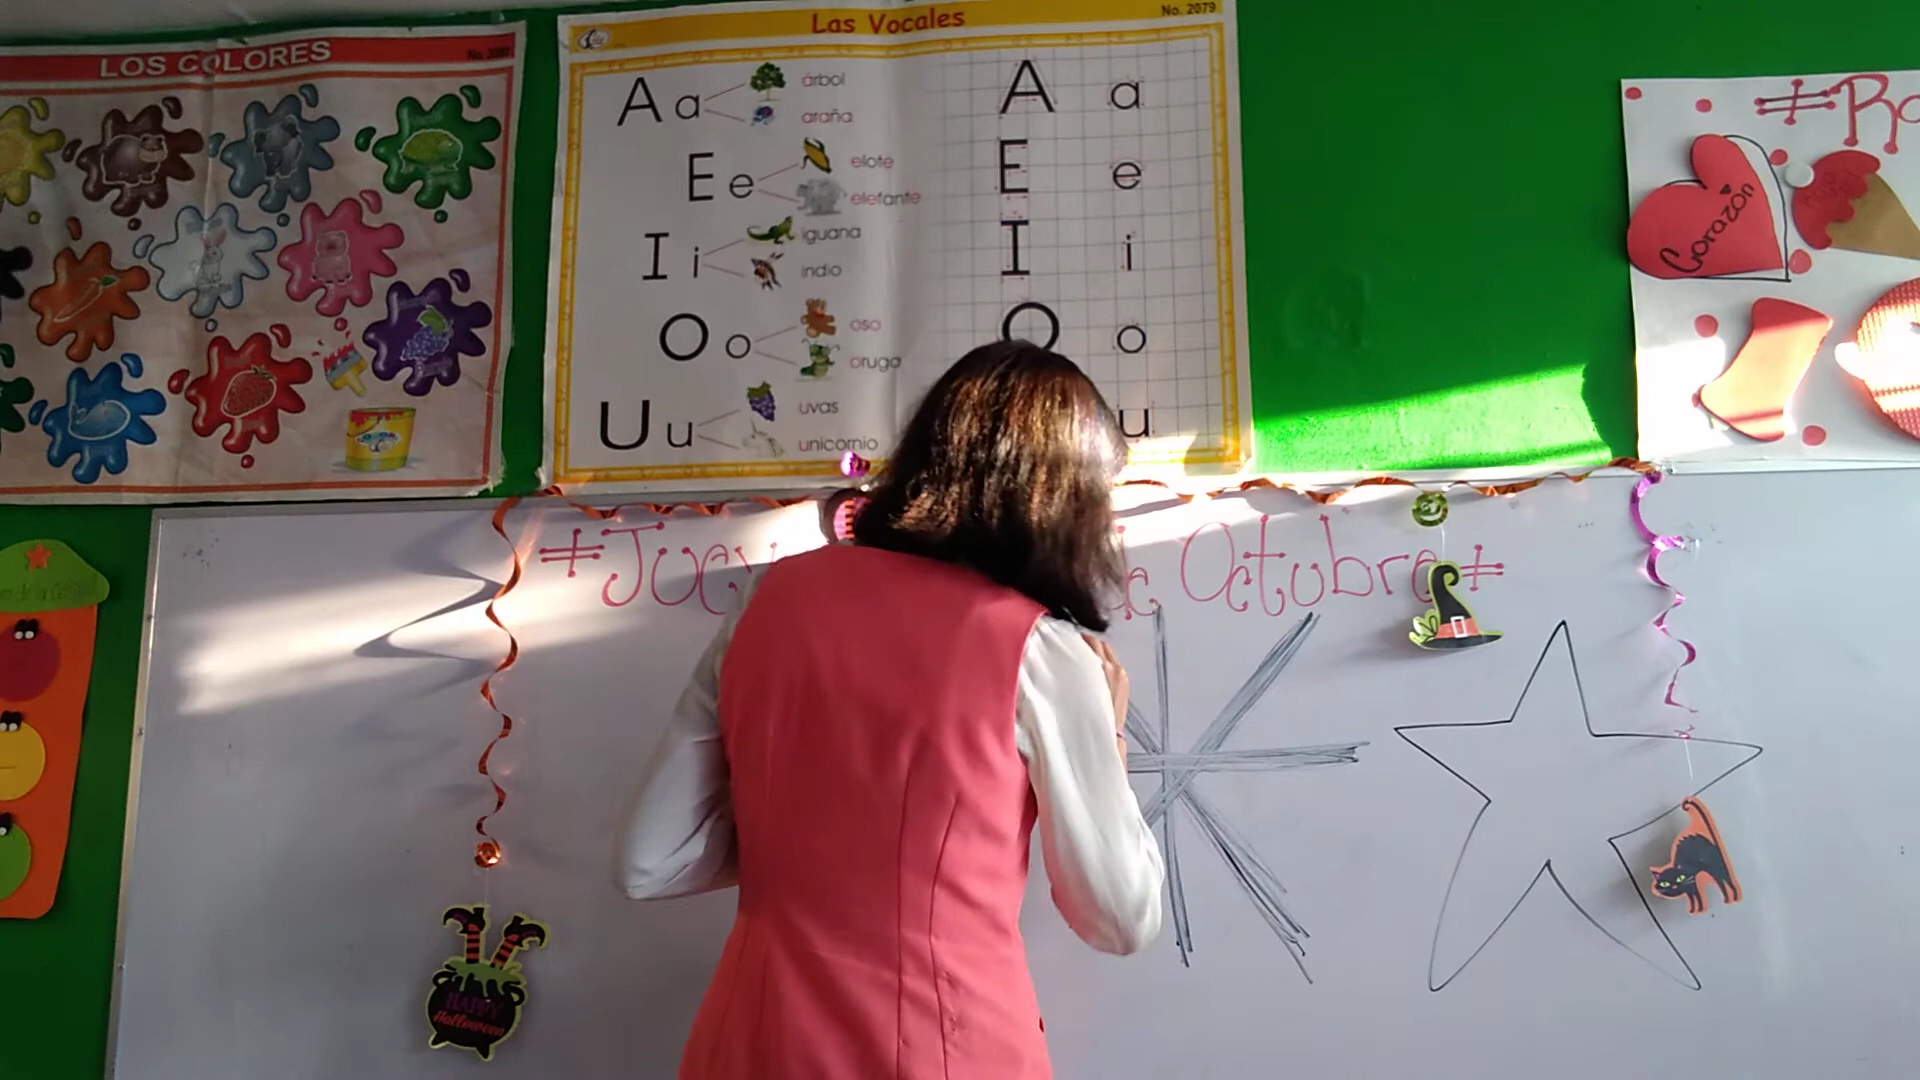 LOS COLORES
Las Vocales
No. 2079
A a árbol
araña
E e elote
elefante
I i iguana
indio
O o oso
oruga
U u uvas
unicornio
A a
E e
I i
O o
u
Corazón
Octubre
HAPPY
Halloween